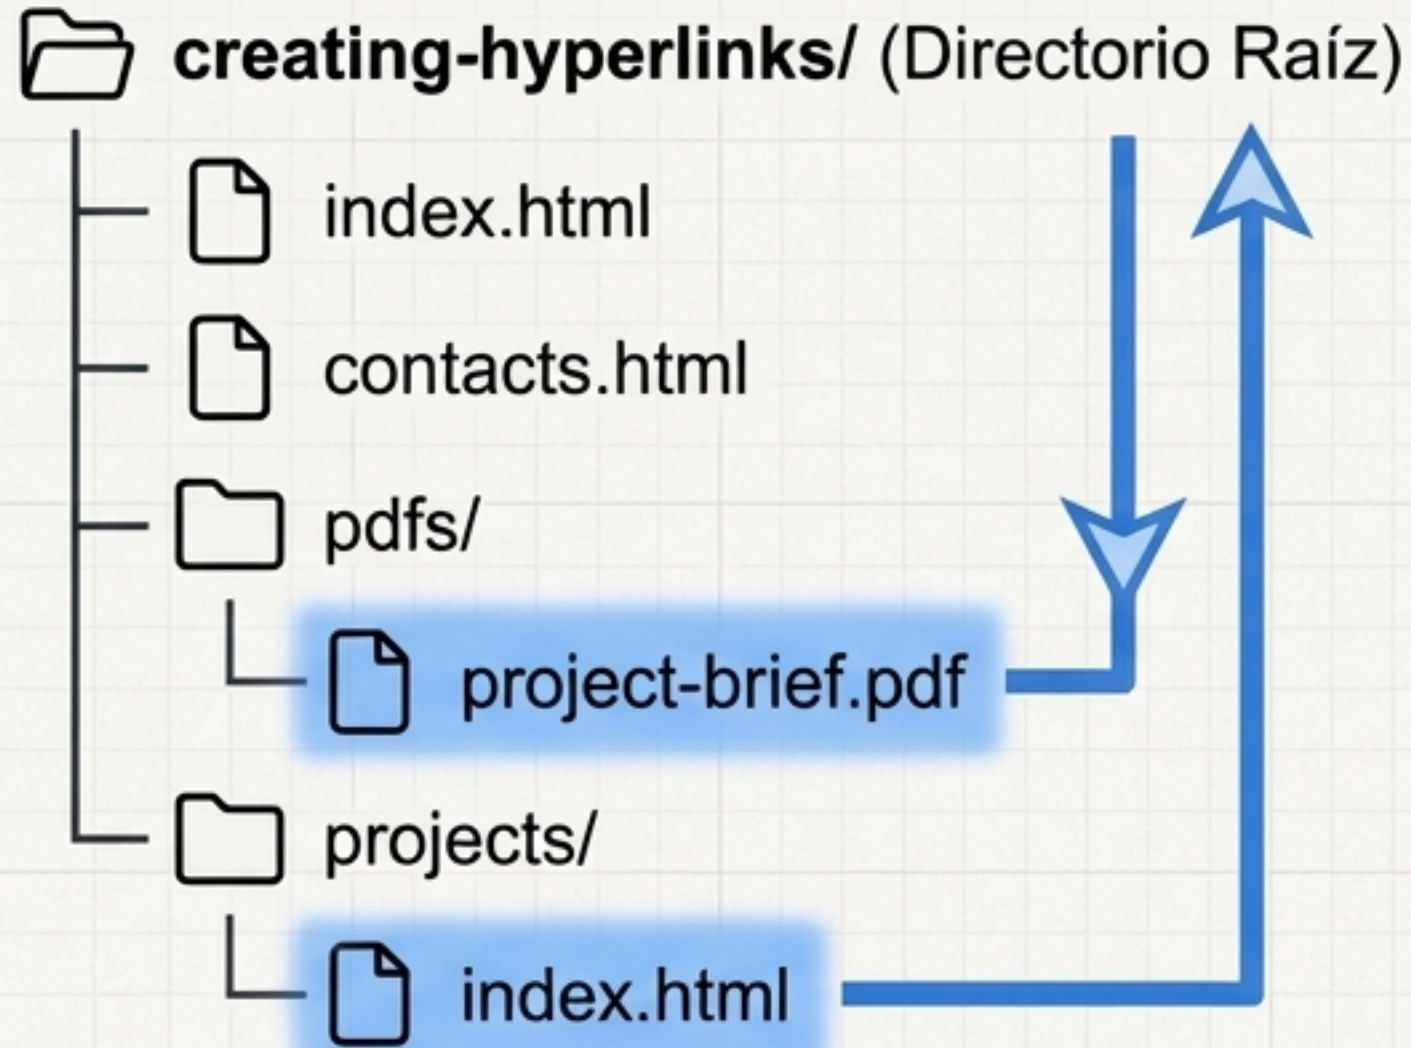 creating-hyperlinks/ (Directorio Raíz)
index.html
contacts.html
pdfs/
project-brief.pdf
projects/
index.html